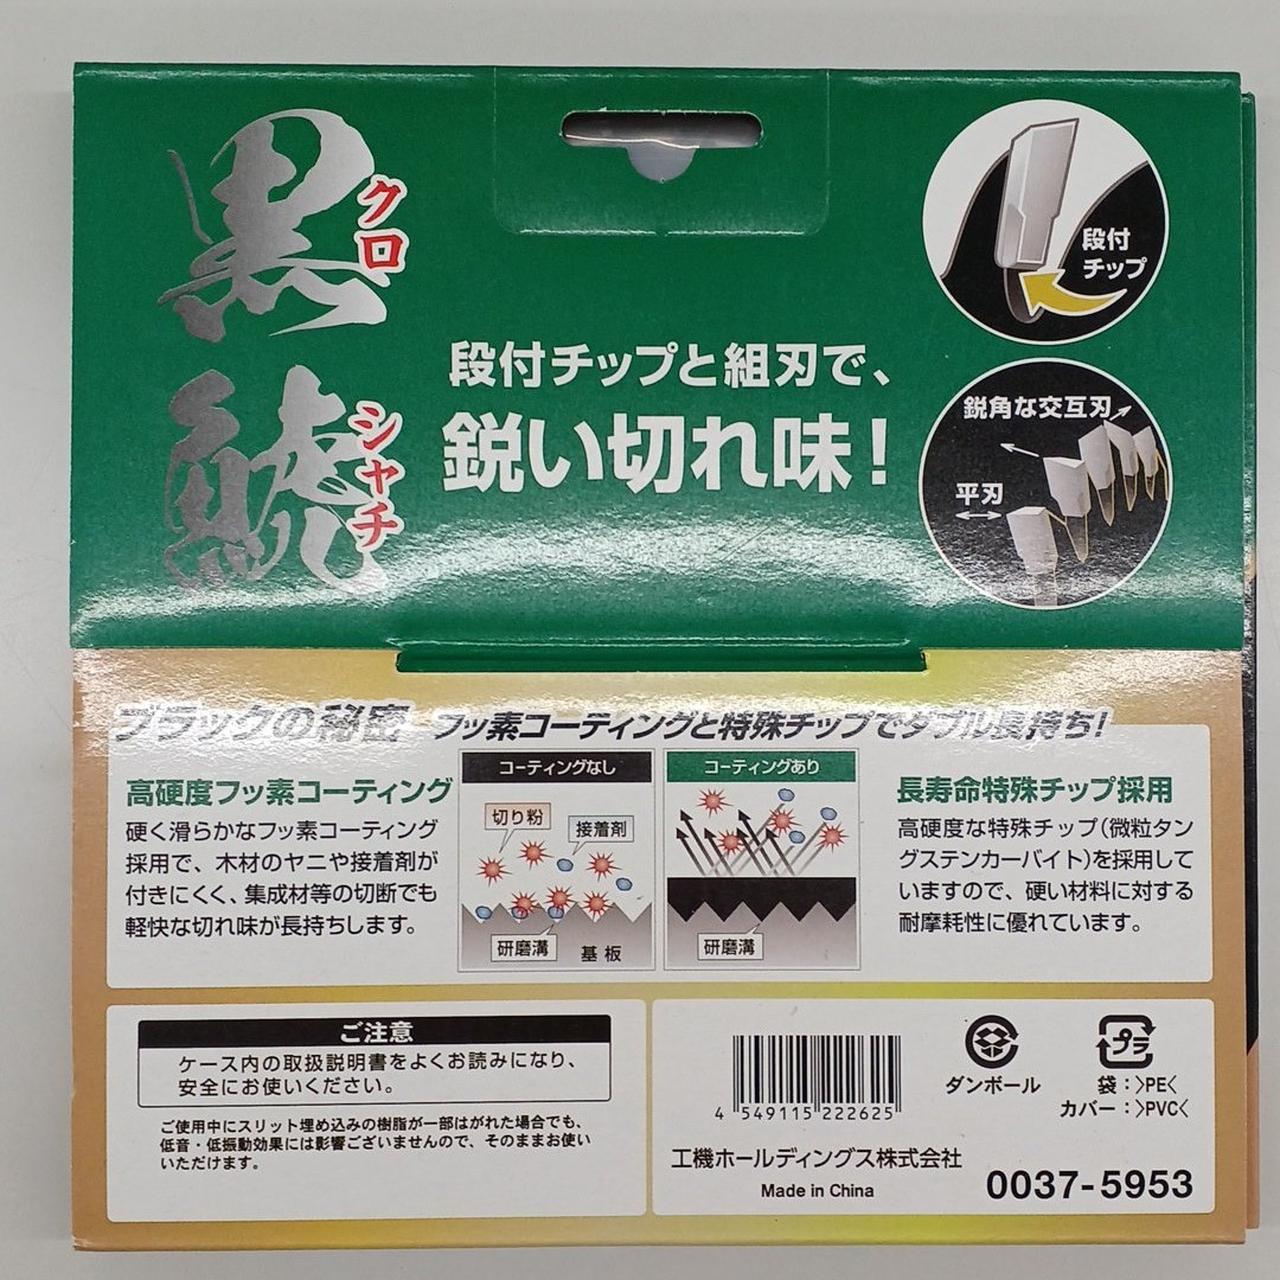 黒鯱
クロ
シャチ
段付チップと組刃で、
鋭い切れ味!
段付
チップ
鋭角な交互刃
平刃
ブラックの秘密 フッ素コーティングと特殊チップでダブル長持ち!
高硬度フッ素コーティング
硬く滑らかなフッ素コーティング
採用で、木材のヤニや接着剤が
付きにくく、集成材等の切断でも
軽快な切れ味が長持ちします。
コーティングなし
切り粉
接着剤
研磨溝
基板
コーティングあり
研磨溝
長寿命特殊チップ採用
高硬度な特殊チップ(微粒タン
グステンカーバイト)を採用して
いますので、硬い材料に対する
耐摩耗性に優れています。
ご注意
ケース内の取扱説明書をよくお読みになり、
安全にお使いください。
ご使用中にスリット埋め込みの樹脂が一部はがれた場合でも、
低音・低振動効果には影響ございませんので、そのままお使い
いただけます。
4 549115 222625
ダンボール
プラ
袋:>PE<
カバー:>PVC<
工機ホールディングス株式会社
Made in China
0037-5953